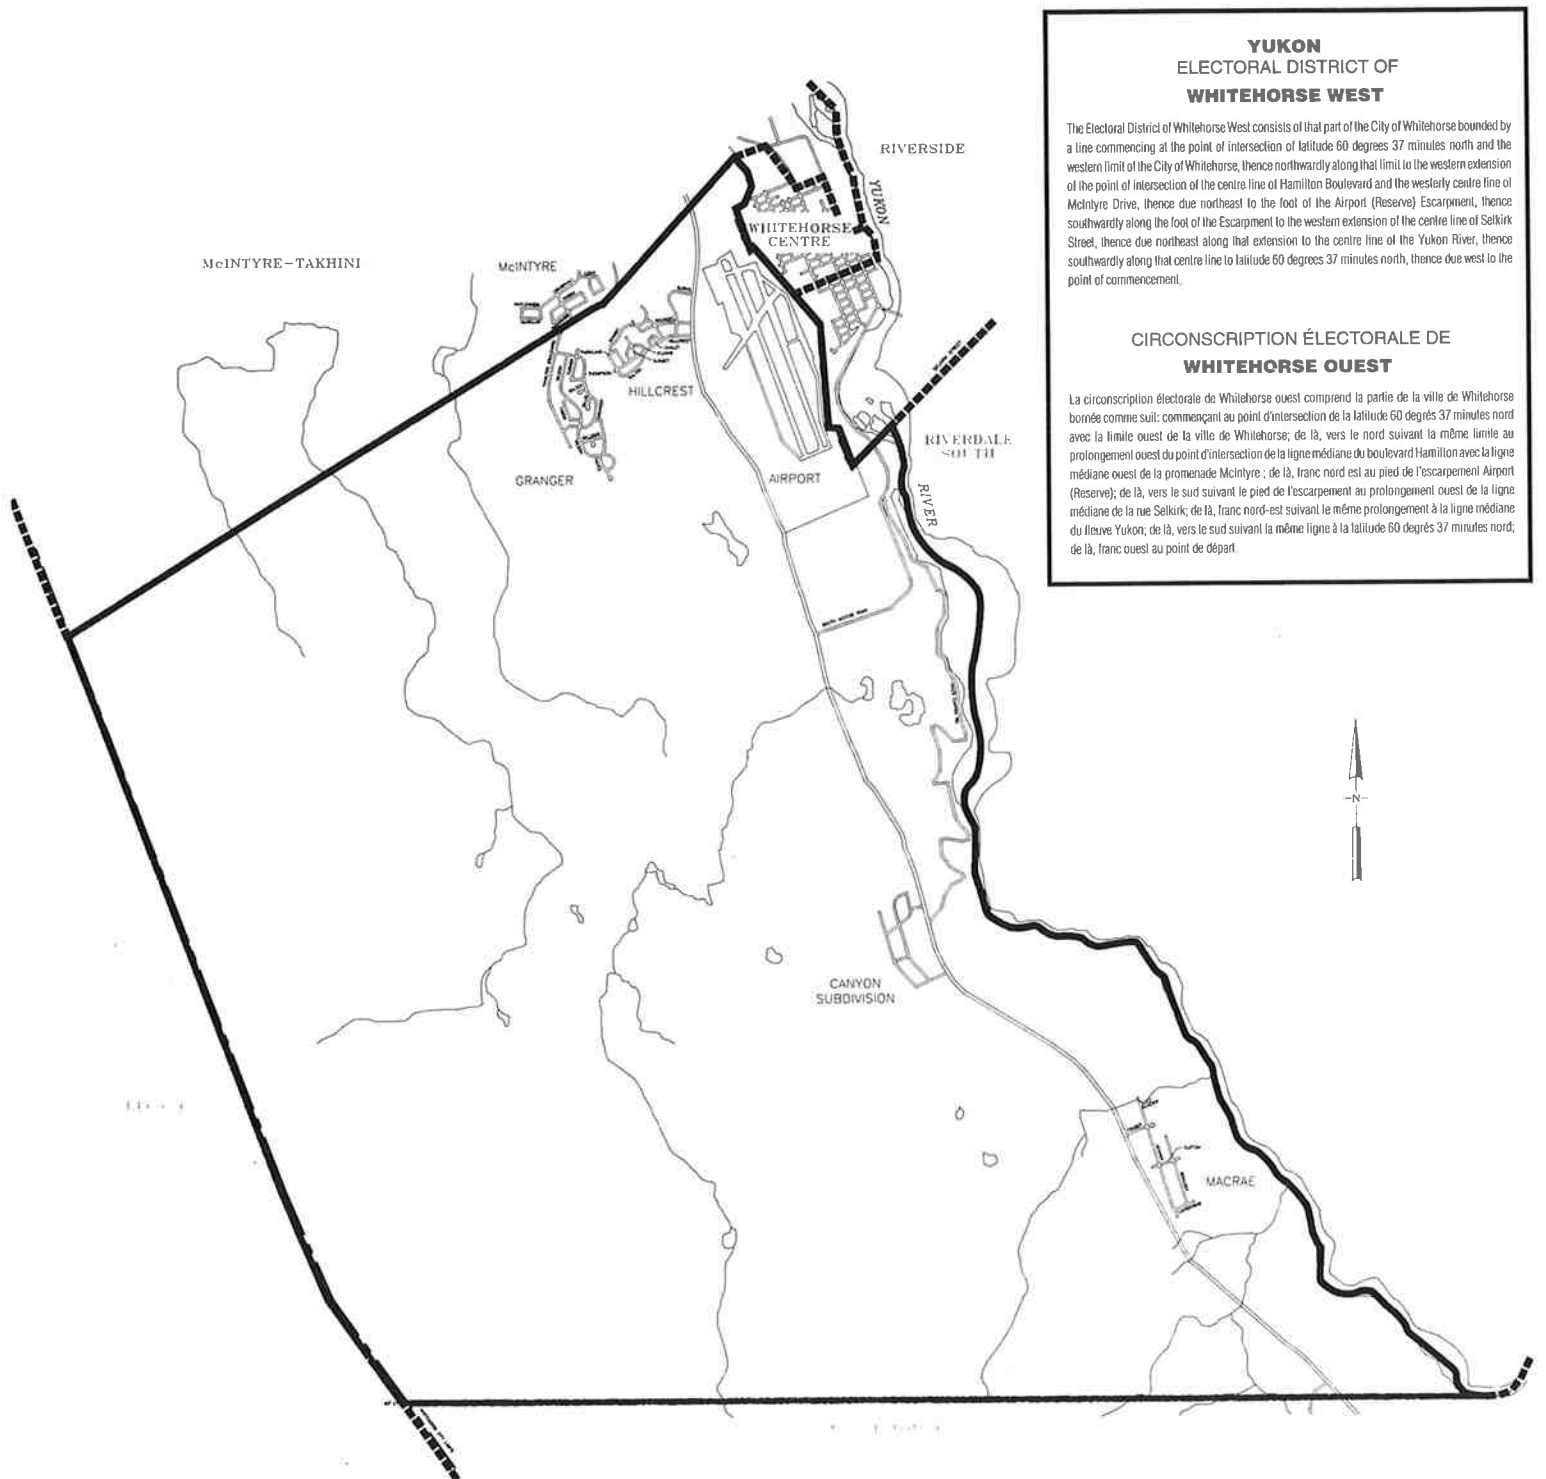 YUKON
ELECTORAL DISTRICT OF
WHITEHORSE WEST
The Electoral District of Whitehorse West consists of that part of the City of Whitehorse bounded by
a line commencing at the point of intersection of latitude 60 degrees 37 minutes north and the
western limit of the City of Whitehorse, thence northwardly along that limit to the western extension
of the point of intersection of the centre line of Hamilton Boulevard and the westerly centre line of
McIntyre Drive, thence due northeast to the foot of the Airport (Reserve) Escarpment, thence
southwardly along the foot of the Escarpment to the western extension of the centre line of Selkirk
Street, thence due northeast along that extension to the centre line of the Yukon River, thence
southwardly along that centre line to latitude 60 degrees 37 minutes north, thence due west to the
point of commencement.
CIRCONSCRIPTION ÉLECTORALE DE
WHITEHORSE OUEST
La circonscription électorale de Whitehorse ouest comprend la partie de la ville de Whitehorse
bornée comme suit: commençant au point d'intersection de la latitude 60 degrés 37 minutes nord
avec la limite ouest de la ville de Whitehorse; de là, vers le nord suivant la même limite au
prolongement ouest du point d'intersection de la ligne médiane du boulevard Hamilton avec la ligne
médiane ouest de la promenade McIntyre ; de là, franc nord est au pied de l'escarpement Airport
(Reserve); de là, vers le sud suivant le pied de l'escarpement au prolongement ouest de la ligne
médiane de la rue Selkirk; de là, franc nord-est suivant le même prolongement à la ligne médiane
du fleuve Yukon; de là, vers le sud suivant la même ligne à la latitude 60 degrés 37 minutes nord;
de là, franc ouest au point de départ.
RIVERSIDE
YUKON
WHITEHORSE
CENTRE
McINTYRE-TAKHINI
McINTYRE
HILLCREST
RIVERDALE
SOUTH
GRANGER
AIRPORT
RIVER
-N-
CANYON
SUBDIVISION
MACRAE